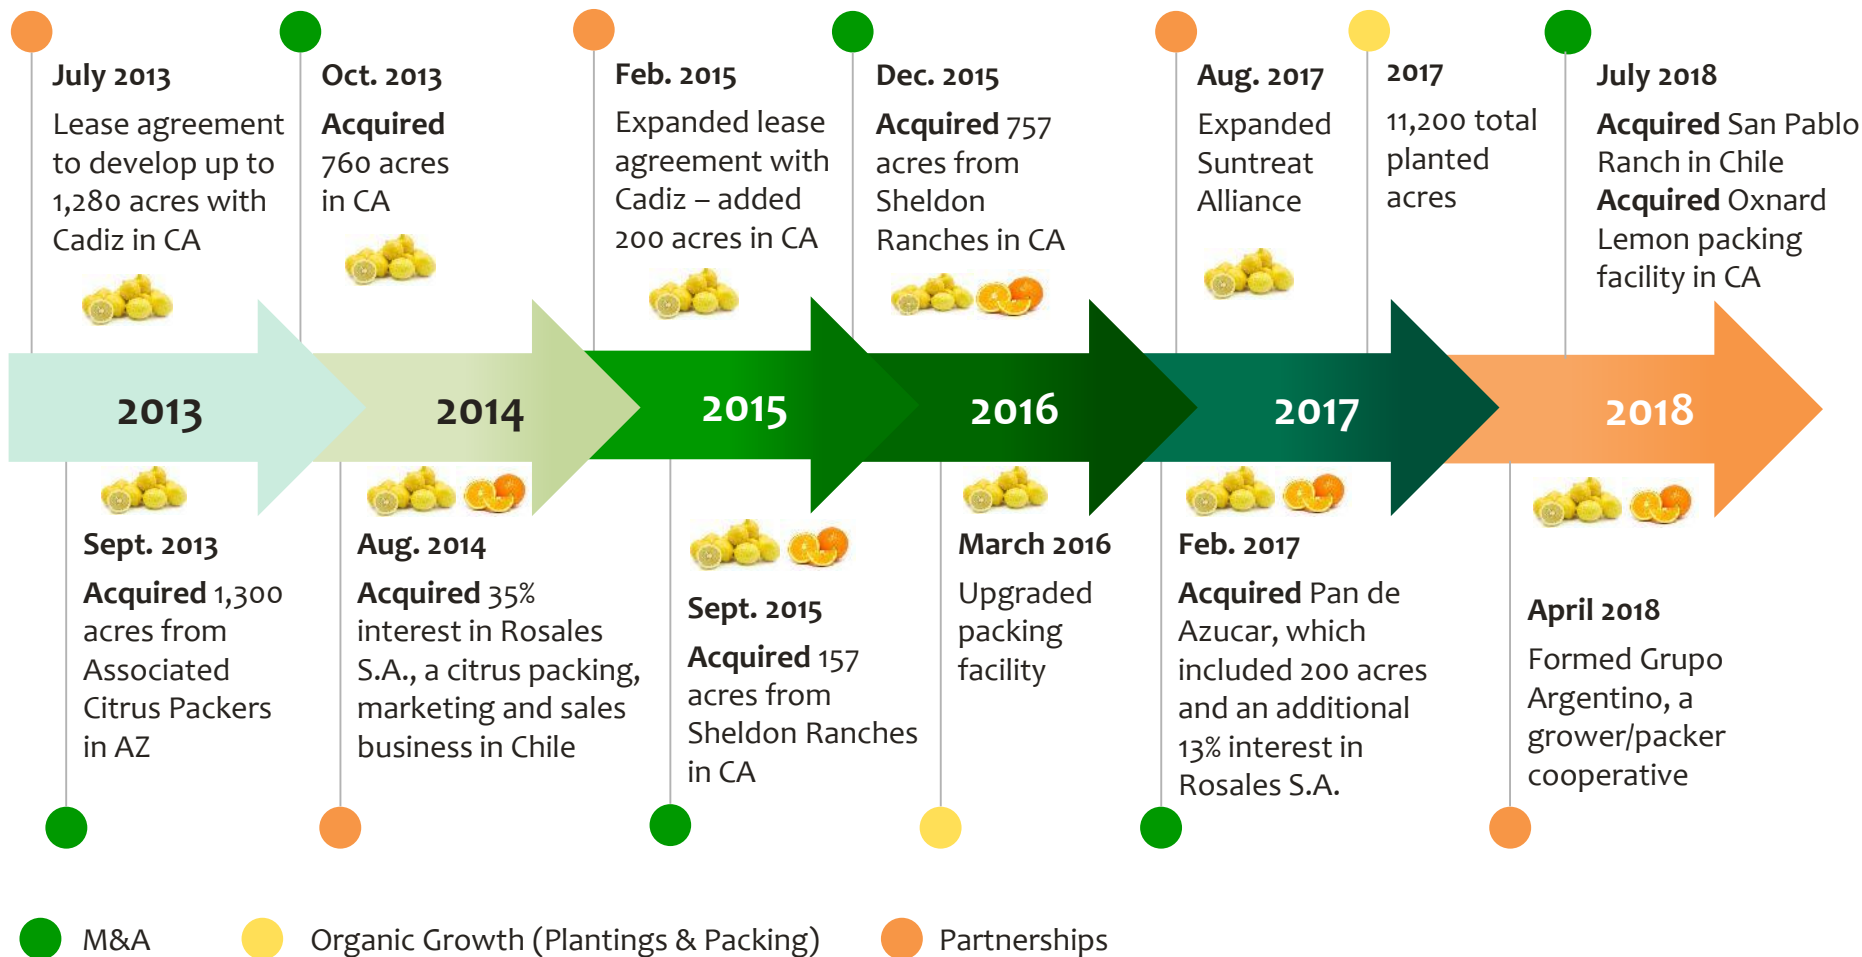 July 2013
Lease agreement
to develop up to
1,280 acres with
Cadiz in CA
Oct. 2013
Acquired
760 acres
in CA
Feb. 2015
Expanded lease
agreement with
Cadiz – added
200 acres in CA
Dec. 2015
Acquired 757
acres from
Sheldon
Ranches in CA
Aug. 2017
Expanded
Suntreat
Alliance
2017
11,200 total
planted
acres
July 2018
Acquired San Pablo
Ranch in Chile
Acquired Oxnard
Lemon packing
facility in CA
2013
2014
2015
2016
2017
2018
Sept. 2013
Acquired 1,300
acres from
Associated
Citrus Packers
in AZ
Aug. 2014
Acquired 35%
interest in Rosales
S.A., a citrus packing,
marketing and sales
business in Chile
Sept. 2015
Acquired 157
acres from
Sheldon Ranches
in CA
March 2016
Upgraded
packing
facility
Feb. 2017
Acquired Pan de
Azucar, which
included 200 acres
and an additional
13% interest in
Rosales S.A.
April 2018
Formed Grupo
Argentino, a
grower/packer
cooperative
M&A
Organic Growth (Plantings & Packing)
Partnerships